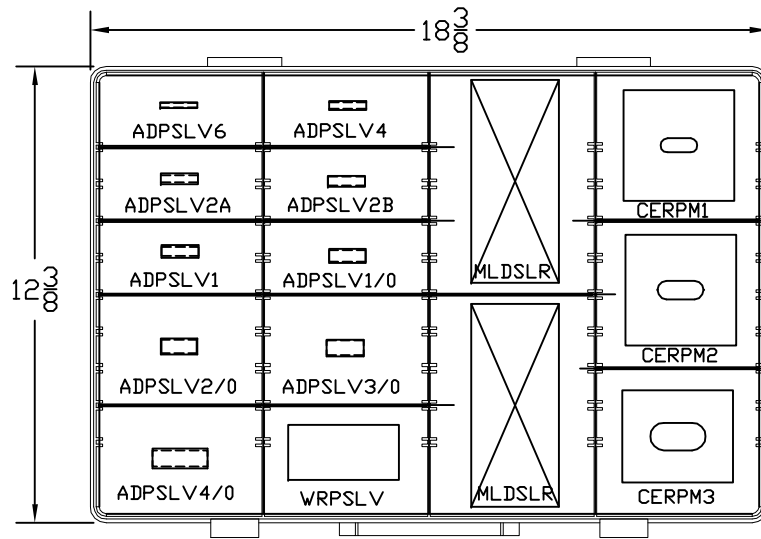 18 3/8
12 3/8
ADPSLV6
ADPSLV4
ADPSLV2A
ADPSLV2B
ADPSLV1
ADPSLV1/0
ADPSLV2/0
ADPSLV3/0
ADPSLV4/0
WRPSLV
MLDSLR
MLDSLR
CERPM1
CERPM2
CERPM3